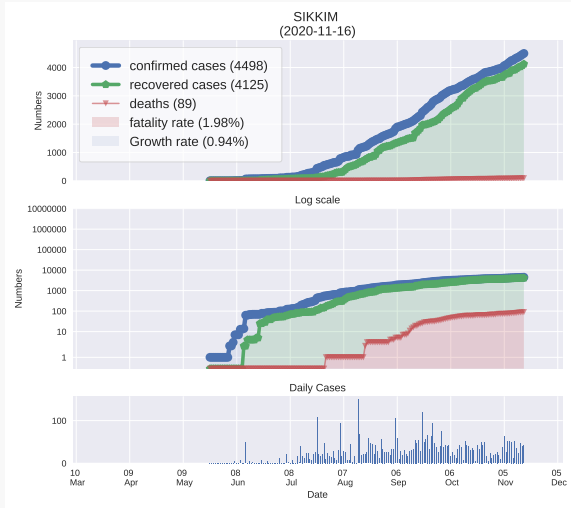 SIKKIM
(2020-11-16)
confirmed cases (4498)
recovered cases (4125)
deaths (89)
fatality rate (1.98%)
Growth rate (0.94%)
Numbers
4000
3000
2000
1000
0
Log scale
Numbers
10000000
1000000
100000
10000
1000
100
10
1
Daily Cases
100
0
10 09 09 08 08 07 06 06 05 05
Mar Apr May Jun Jul Aug Sep Oct Nov Dec
Date